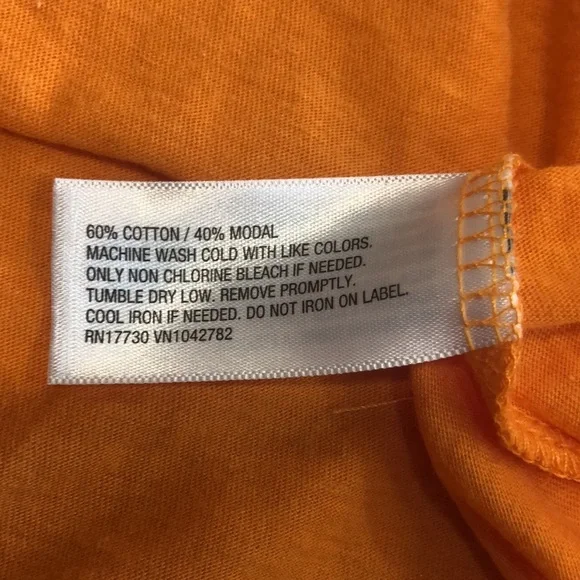 60% COTTON / 40% MODAL
MACHINE WASH COLD WITH LIKE COLORS.
ONLY NON CHLORINE BLEACH IF NEEDED.
TUMBLE DRY LOW. REMOVE PROMPTLY.
COOL IRON IF NEEDED. DO NOT IRON ON LABEL.
RN17730 VN1042782